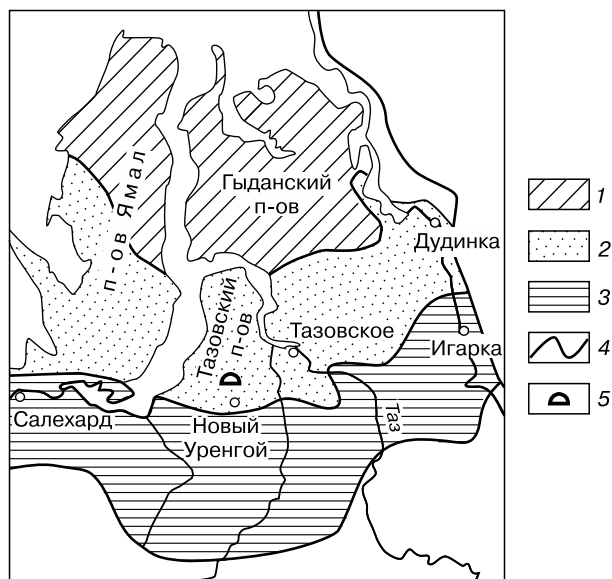 п-ов Ямал
Гыданский
п-ов
Дудинка
Тазовский
п-ов
Тазовское
Игарка
Салехард
Новый
Уренгой
Таз
1
2
3
4
5